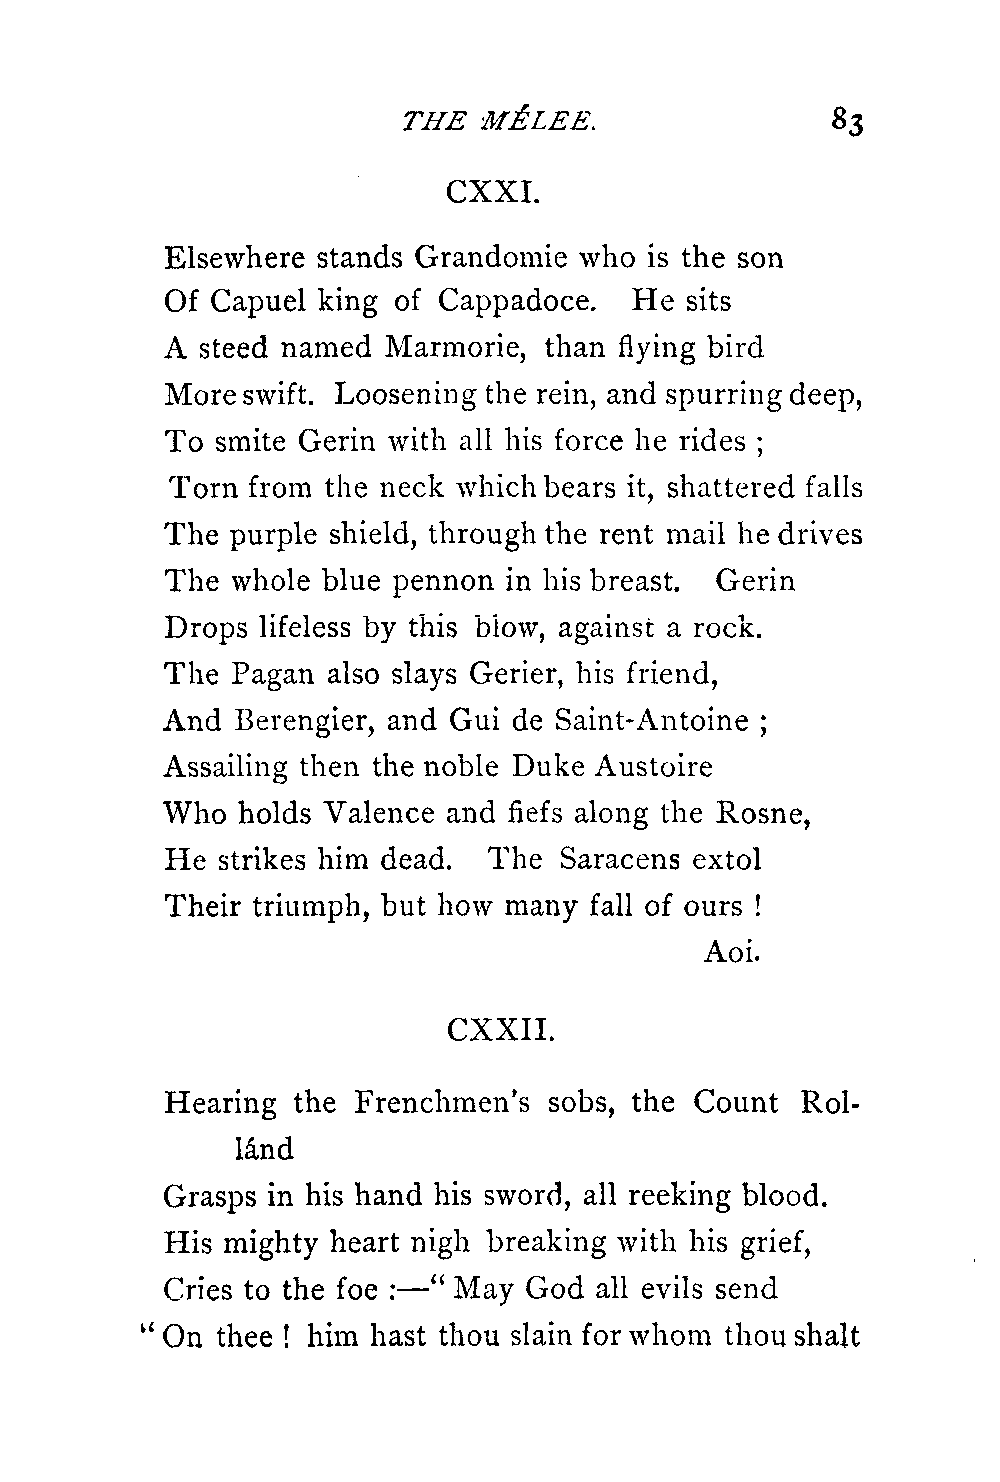 THE MÉLEE. 83
CXXI.
Elsewhere stands Grandomie who is the son
Of Capuel king of Cappadoce. He sits
A steed named Marmorie, than flying bird
More swift. Loosening the rein, and spurring deep,
To smite Gerin with all his force he rides ;
Torn from the neck which bears it, shattered falls
The purple shield, through the rent mail he drives
The whole blue pennon in his breast. Gerin
Drops lifeless by this blow, against a rock.
The Pagan also slays Gerier, his friend,
And Berengier, and Gui de Saint-Antoine ;
Assailing then the noble Duke Austoire
Who holds Valence and fiefs along the Rosne,
He strikes him dead. The Saracens extol
Their triumph, but how many fall of ours !
Aoi.
CXXII.
Hearing the Frenchmen's sobs, the Count Rol-
lánd
Grasps in his hand his sword, all reeking blood.
His mighty heart nigh breaking with his grief,
Cries to the foe :—“ May God all evils send
“ On thee ! him hast thou slain for whom thou shalt